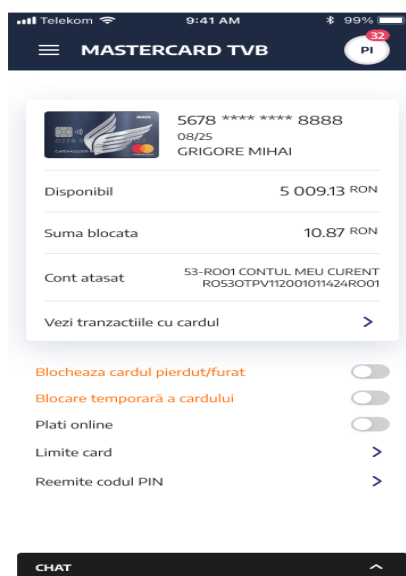 Telekom 9:41 AM 99%
32
MASTERCARD TVB PI
debit
5678 **** **** 8888
08/25
GRIGORE MIHAI
Disponibil 5 009.13 RON
Suma blocata 10.87 RON
Cont atasat 53-RO01 CONTUL MEU CURENT
RO53OTPV112001011424RO01
Vezi tranzactiile cu cardul >
Blocheaza cardul pierdut/furat
Blocare temporară a cardului
Plati online
Limite card >
Reemite codul PIN >
CHAT